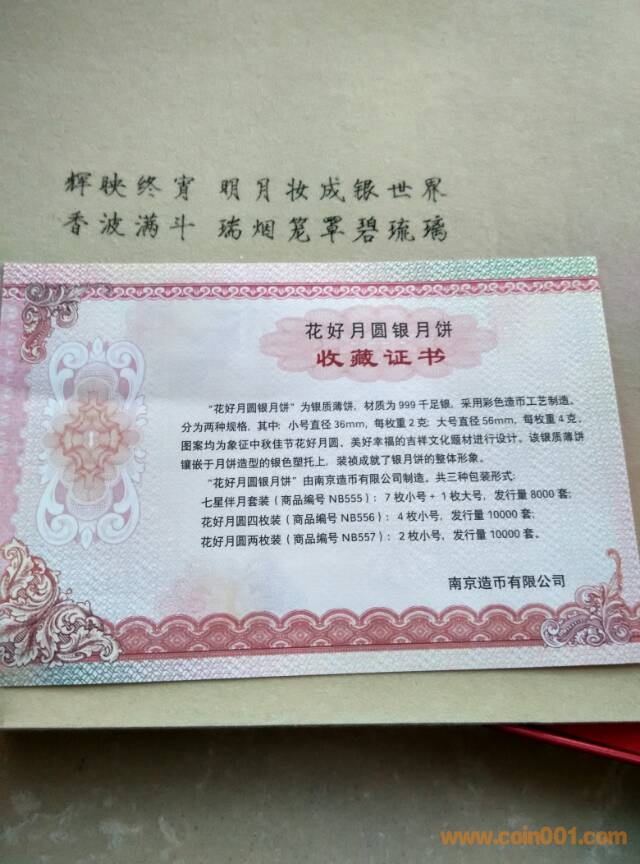 辉映终宵 明月妆成银世界
香波满斗 瑞烟笼罩碧琉璃
花好月圆银月饼
收藏证书
“花好月圆银月饼”为银质薄饼，材质为999千足银，采用彩色造币工艺制造，
分为两种规格，其中：小号直径36mm，每枚重2克，大号直径56mm，每枚重4克，
图案均为象征中秋佳节花好月圆、美好幸福的吉祥文化题材进行设计。该银质薄饼
镶嵌于月饼造型的银色塑托上，装祯成就了银月饼的整体形象。
“花好月圆银月饼”由南京造币有限公司制造。共三种包装形式：
七星伴月套装（商品编号NB555）：7枚小号+1枚大号，发行量8000套；
花好月圆四枚装（商品编号NB556）：4枚小号，发行量10000套；
花好月圆两枚装（商品编号NB557）：2枚小号，发行量10000套。
南京造币有限公司
www.coin001.com